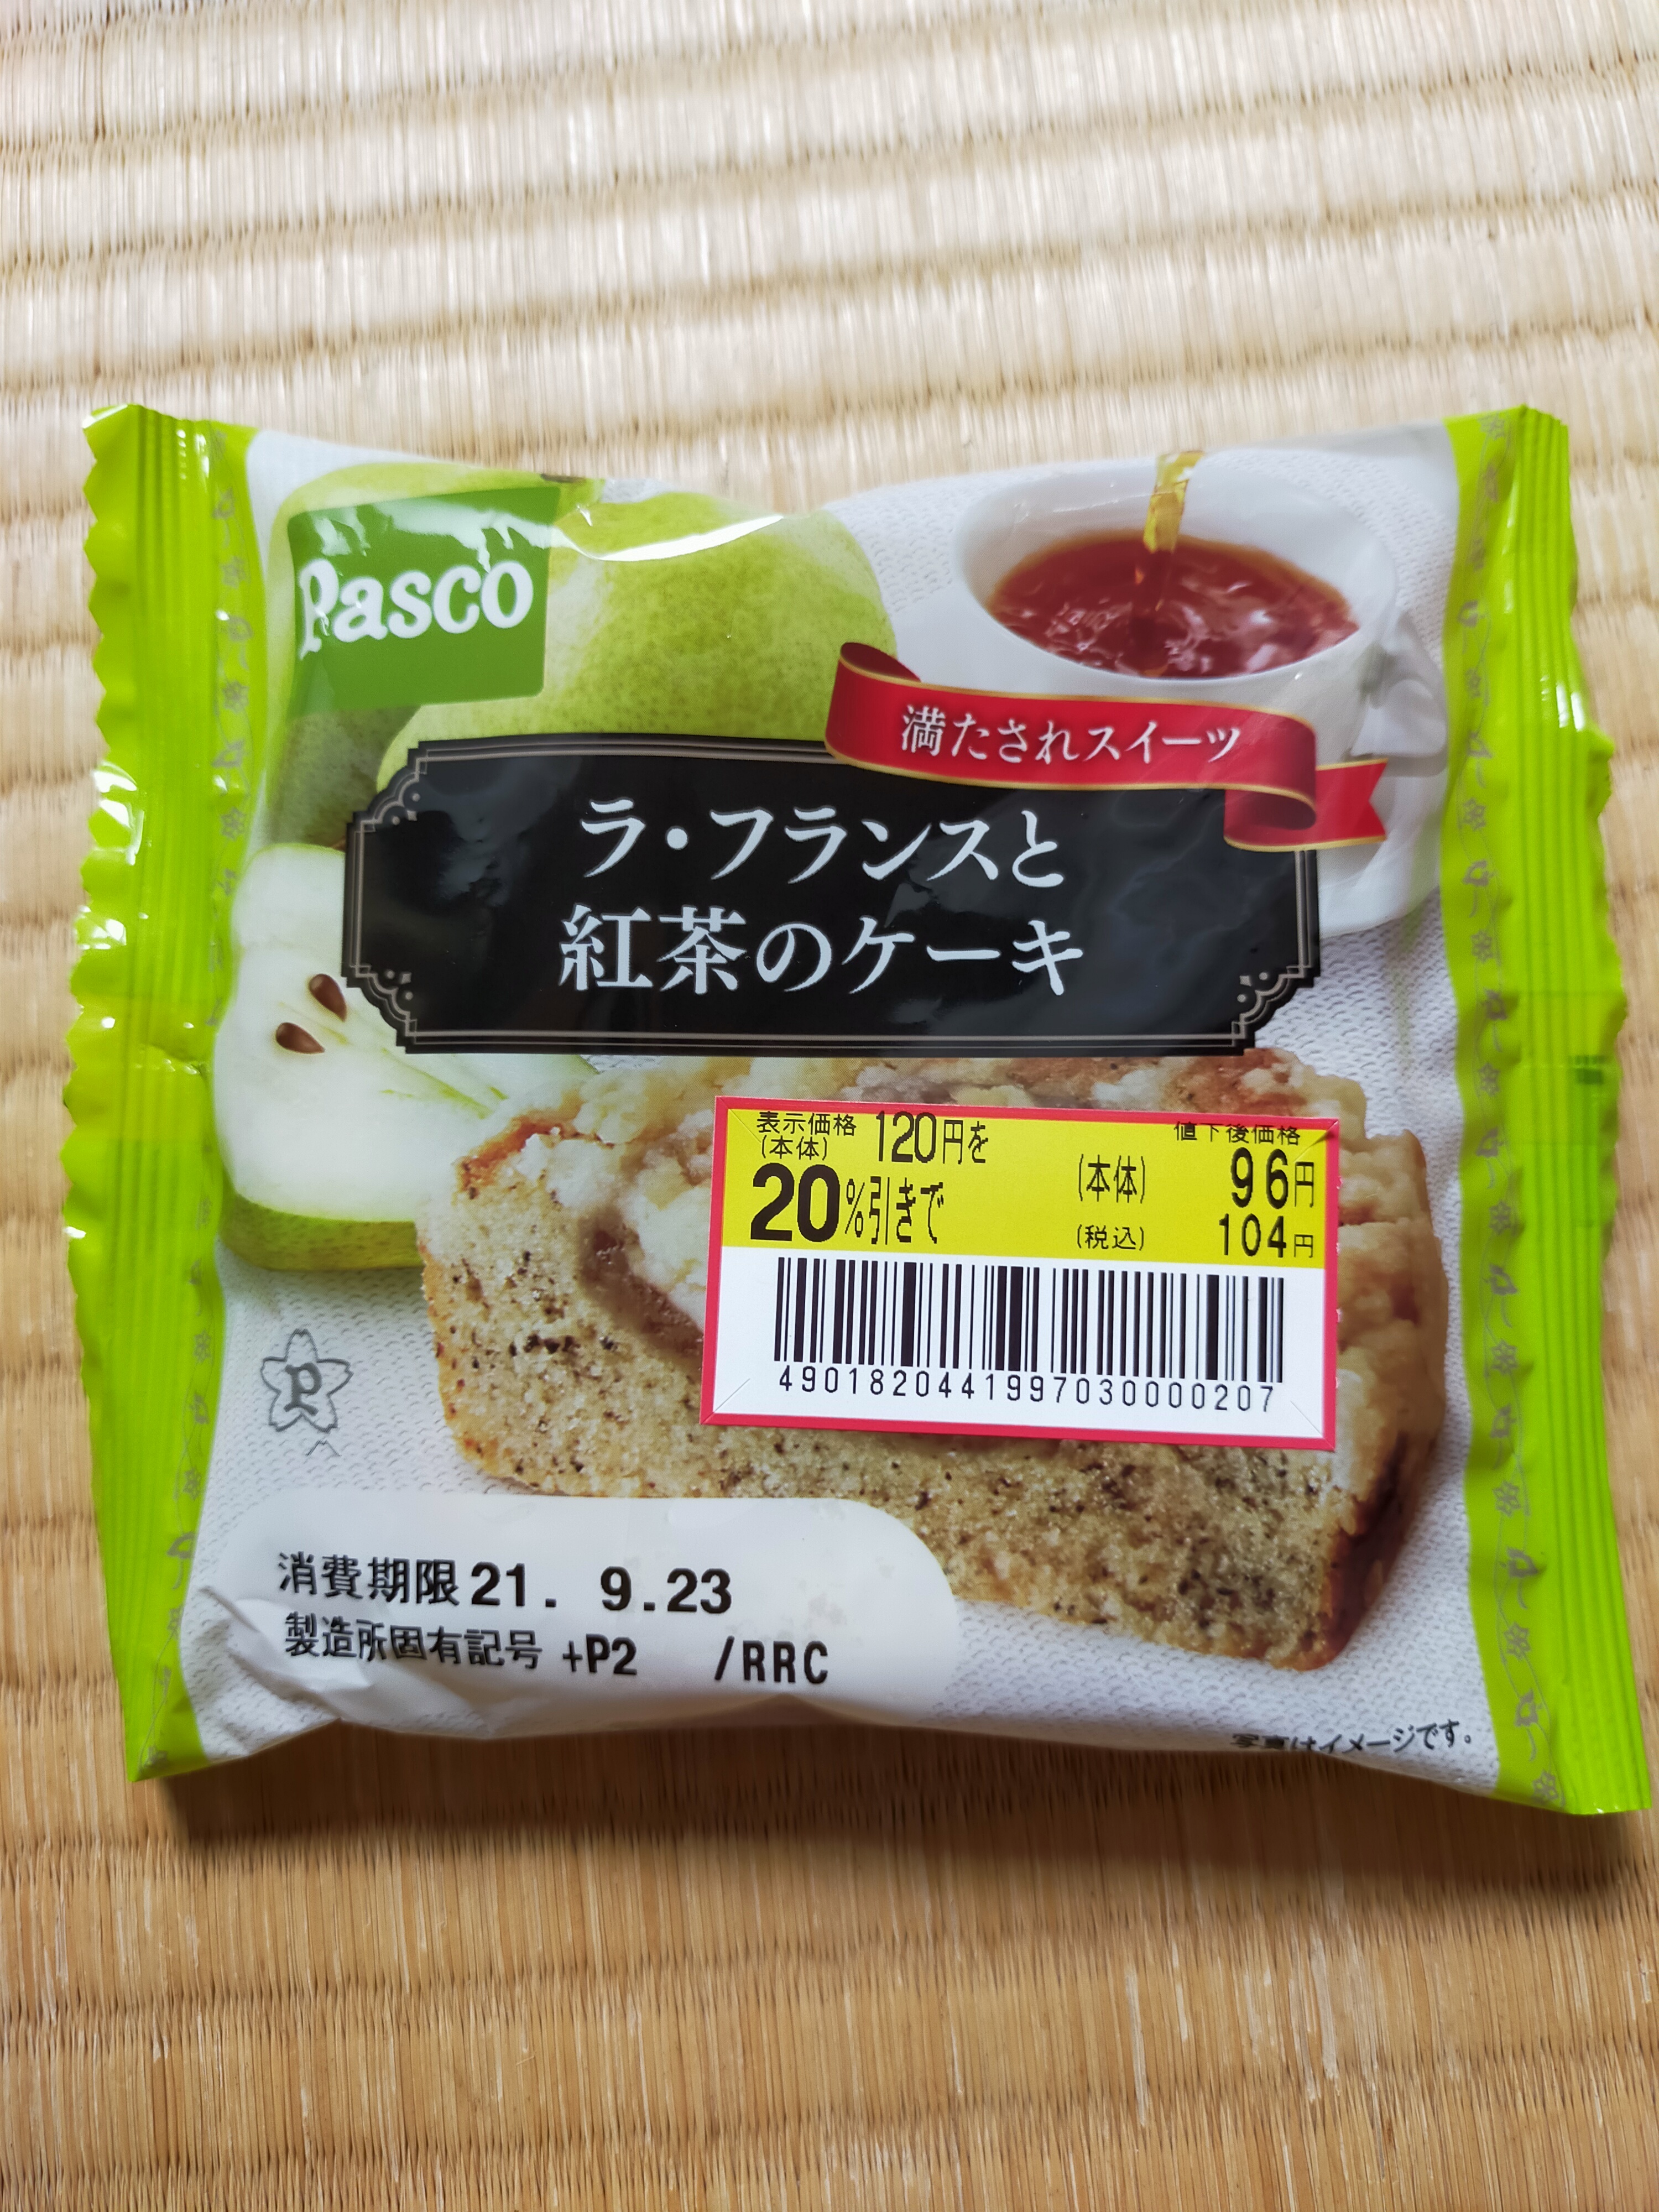 Pasco
満たされスイーツ
ラ・フランスと
紅茶のケーキ
表示価格
(本体)
120円を
20%引きで
値下後価格
(本体) 96円
(税込) 104円
49018204419970300000207
P
消費期限 21. 9.23
製造所固有記号 +P2 /RRC
写真はイメージです。